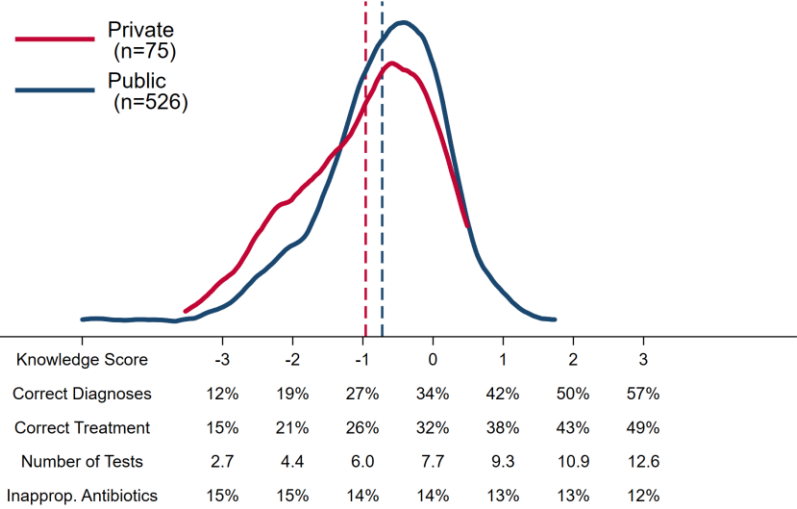 Private
(n=75)
Public
(n=526)
Knowledge Score -3 -2 -1 0 1 2 3
Correct Diagnoses 12% 19% 27% 34% 42% 50% 57%
Correct Treatment 15% 21% 26% 32% 38% 43% 49%
Number of Tests 2.7 4.4 6.0 7.7 9.3 10.9 12.6
Inapprop. Antibiotics 15% 15% 14% 14% 13% 13% 12%